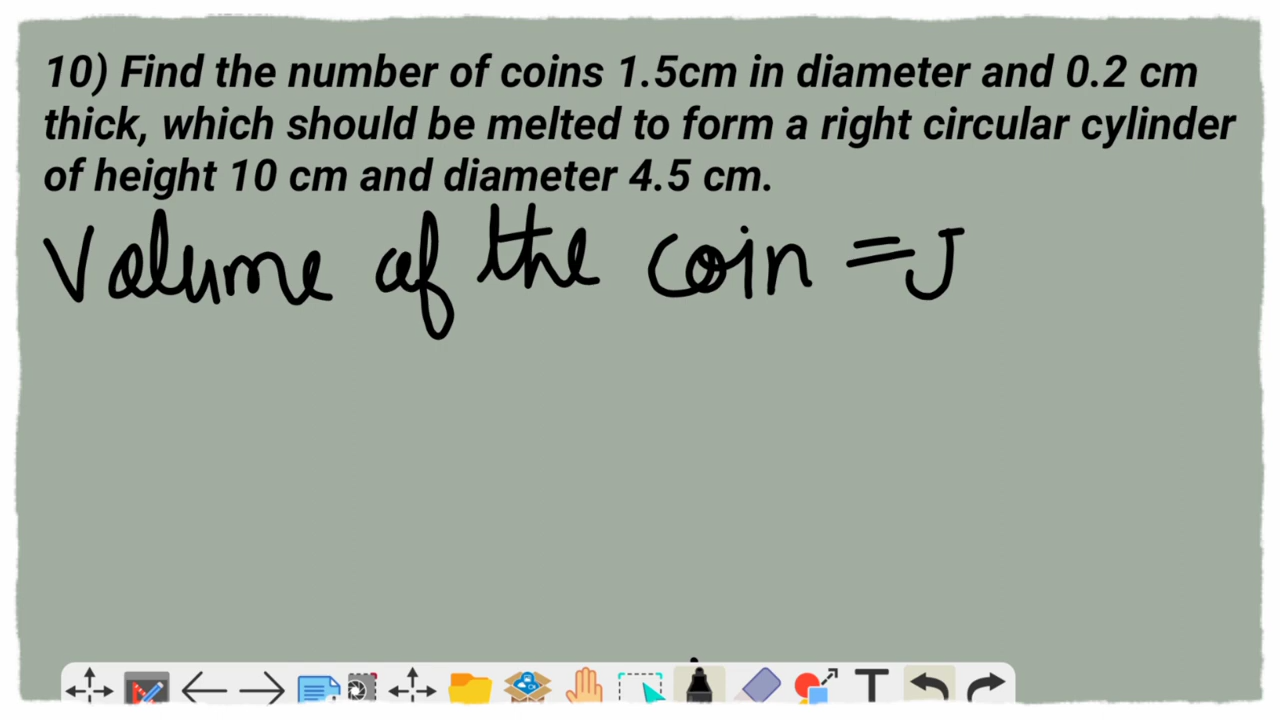 10) Find the number of coins 1.5cm in diameter and 0.2 cm
thick, which should be melted to form a right circular cylinder
of height 10 cm and diameter 4.5 cm.
Volume of the coin =